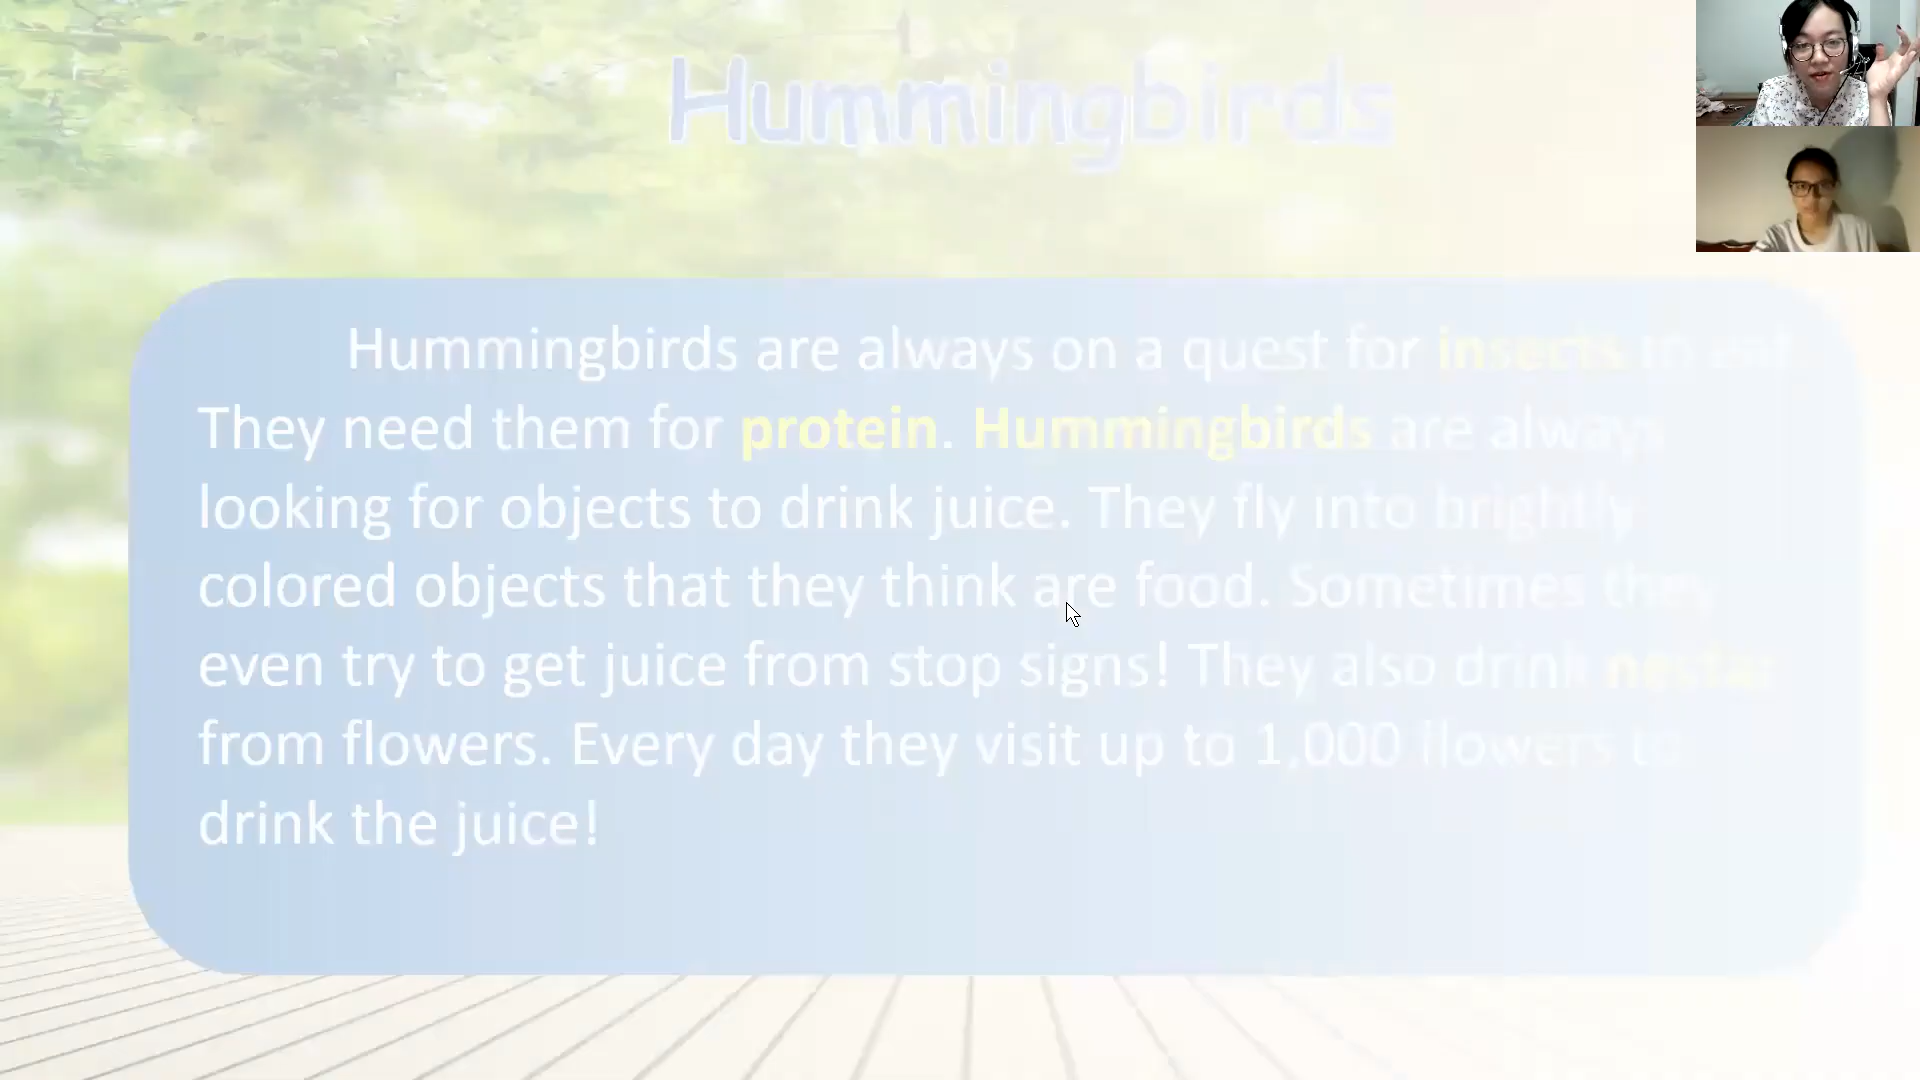 Hummingbirds
Hummingbirds are always on a quest for insects to eat.
They need them for protein. Hummingbirds are always
looking for objects to drink juice. They fly into brightly
colored objects that they think are food. Sometimes they
even try to get juice from stop signs! They also drink nectar
from flowers. Every day they visit up to 1,000 flowers to
drink the juice!